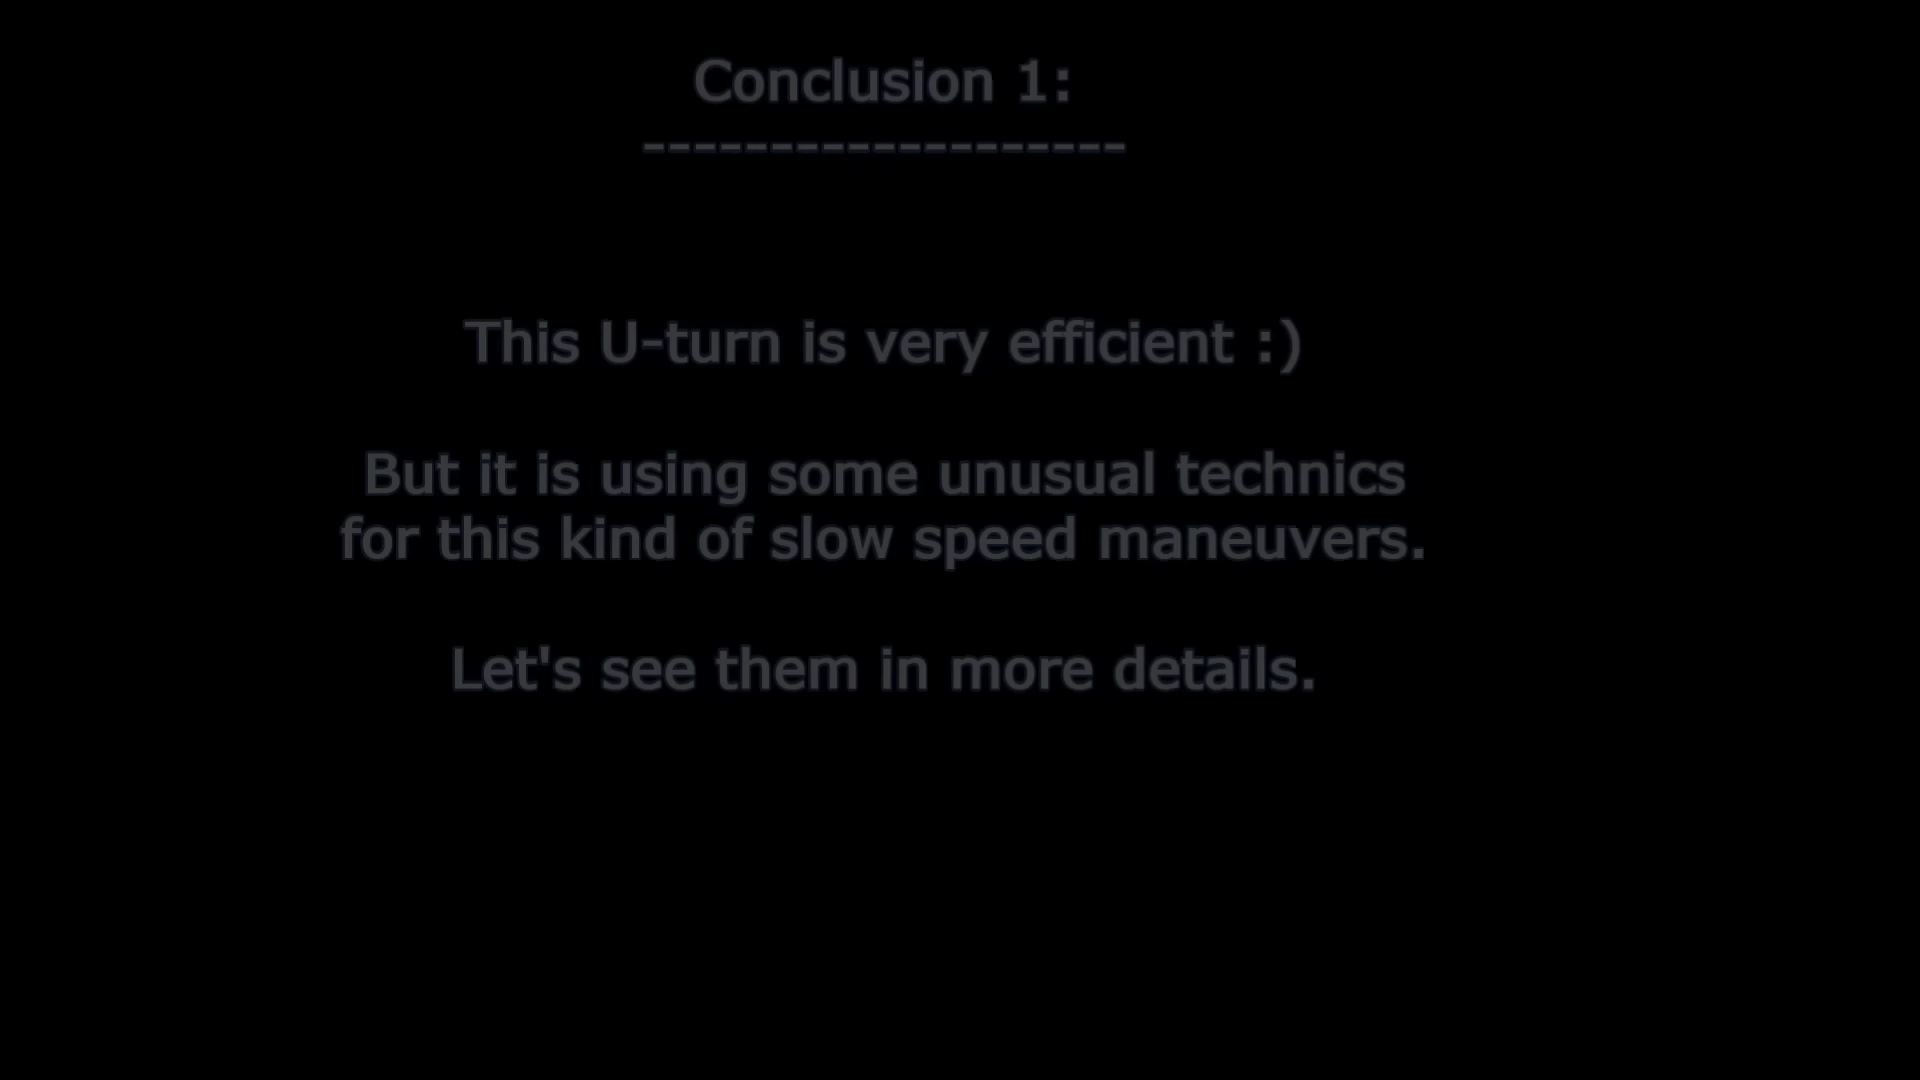 Conclusion 1:
-------------------
This U-turn is very efficient :)
But it is using some unusual technics
for this kind of slow speed maneuvers.
Let's see them in more details.